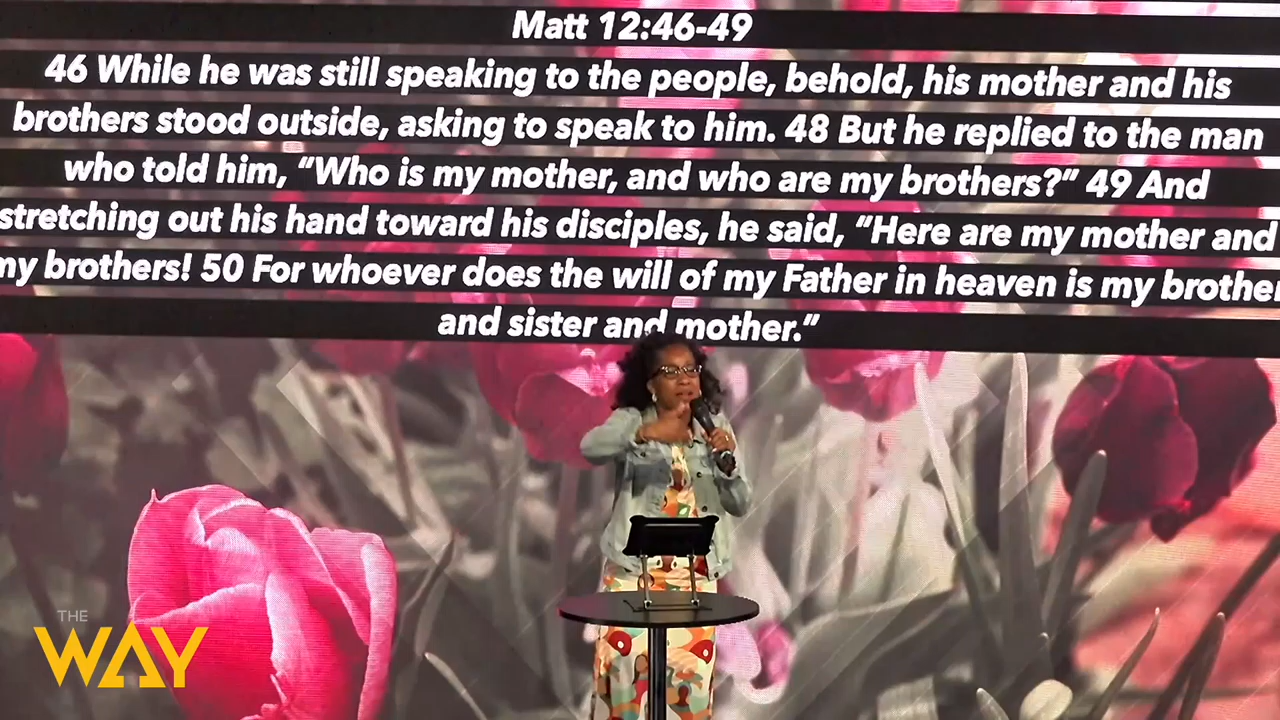 Matt 12:46-49
46 While he was still speaking to the people, behold, his mother and his
brothers stood outside, asking to speak to him. 48 But he replied to the man
who told him, “Who is my mother, and who are my brothers?” 49 And
stretching out his hand toward his disciples, he said, “Here are my mother and
my brothers! 50 For whoever does the will of my Father in heaven is my brother
and sister and mother.”
THE
WAY